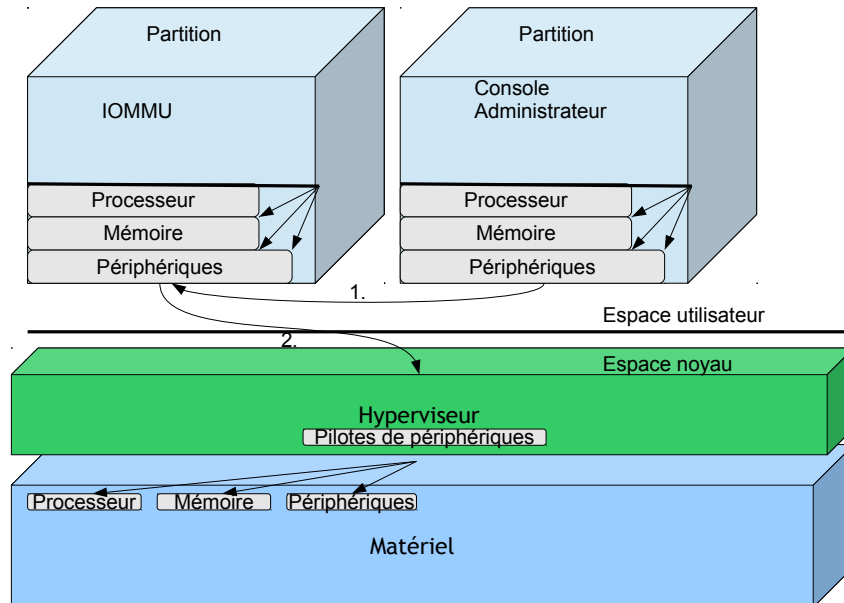 Partition
IOMMU
Processeur
Mémoire
Périphériques
Partition
Console
Administrateur
Processeur
Mémoire
Périphériques
1.
Espace utilisateur
2.
Espace noyau
Hyperviseur
Pilotes de périphériques
Processeur
Mémoire
Périphériques
Matériel